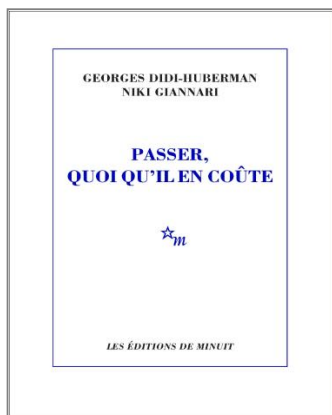 GEORGES DIDI-HUBERMAN
NIKI GIANNARI
PASSER,
QUOI QU'IL EN COÛTE
m
LES ÉDITIONS DE MINUIT